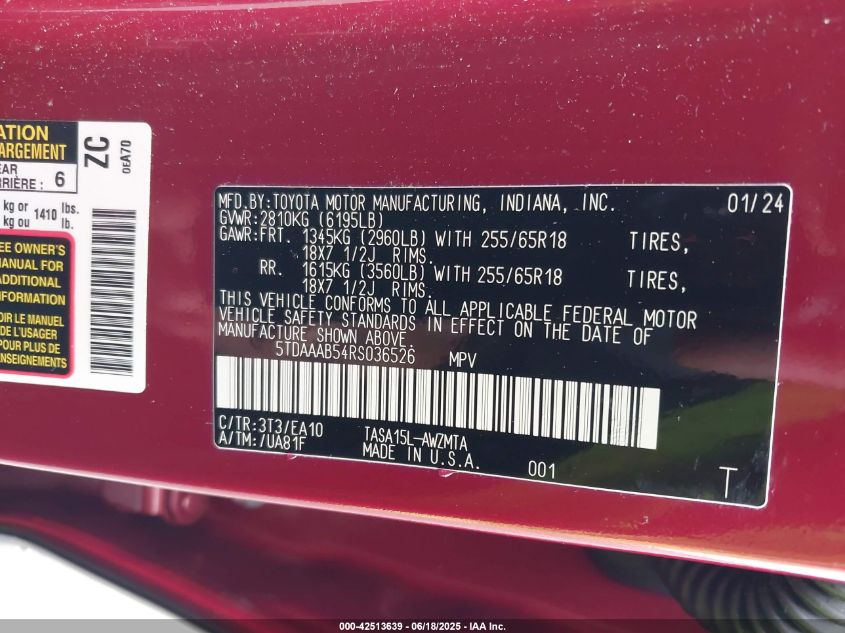 ATION
ARGEMENT
EAR
RRIÈRE : 6
kg or 1410 lbs.
kg ou lb.
EE OWNER'S
MANUAL FOR
ADDITIONAL
INFORMATION
OIR LE MANUEL
DE L'USAGER
POUR PLUS DE
NSEIGNEMENTS
ZC
0EA70
MFD.BY:TOYOTA MOTOR MANUFACTURING, INDIANA, INC. 01/24
GVWR:2810KG (6195LB)
GAWR:FRT. 1345KG (2960LB) WITH 255/65R18 TIRES,
18X7 1/2J RIMS.
RR. 1615KG (3560LB) WITH 255/65R18 TIRES,
18X7 1/2J RIMS.
THIS VEHICLE CONFORMS TO ALL APPLICABLE FEDERAL MOTOR
VEHICLE SAFETY STANDARDS IN EFFECT ON THE DATE OF
MANUFACTURE SHOWN ABOVE.
5TDAAAB54RS036526 MPV
C/TR:3T3/EA10 TASA15L-AWZMTA
A/TM:/UA81F MADE IN U.S.A. 001 T
000-42513639 - 06/18/2025 - IAA Inc.